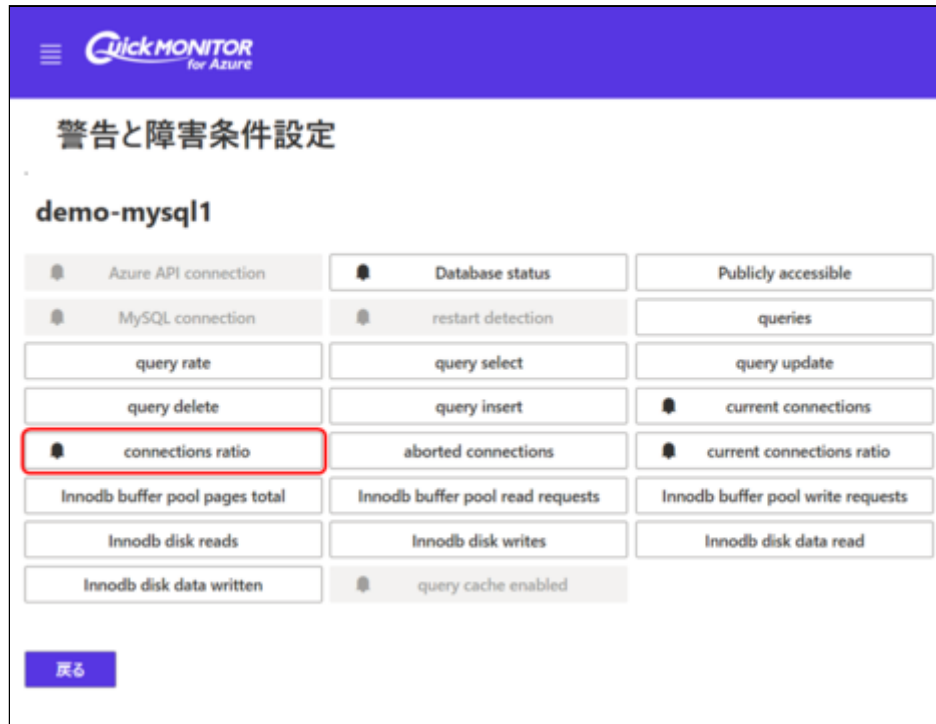 Quick MONITOR
for Azure
警告と障害条件設定
demo-mysql1
Azure API connection
Database status
Publicly accessible
MySQL connection
restart detection
queries
query rate
query select
query update
query delete
query insert
current connections
connections ratio
aborted connections
current connections ratio
Innodb buffer pool pages total
Innodb buffer pool read requests
Innodb buffer pool write requests
Innodb disk reads
Innodb disk writes
Innodb disk data read
Innodb disk data written
query cache enabled
戻る